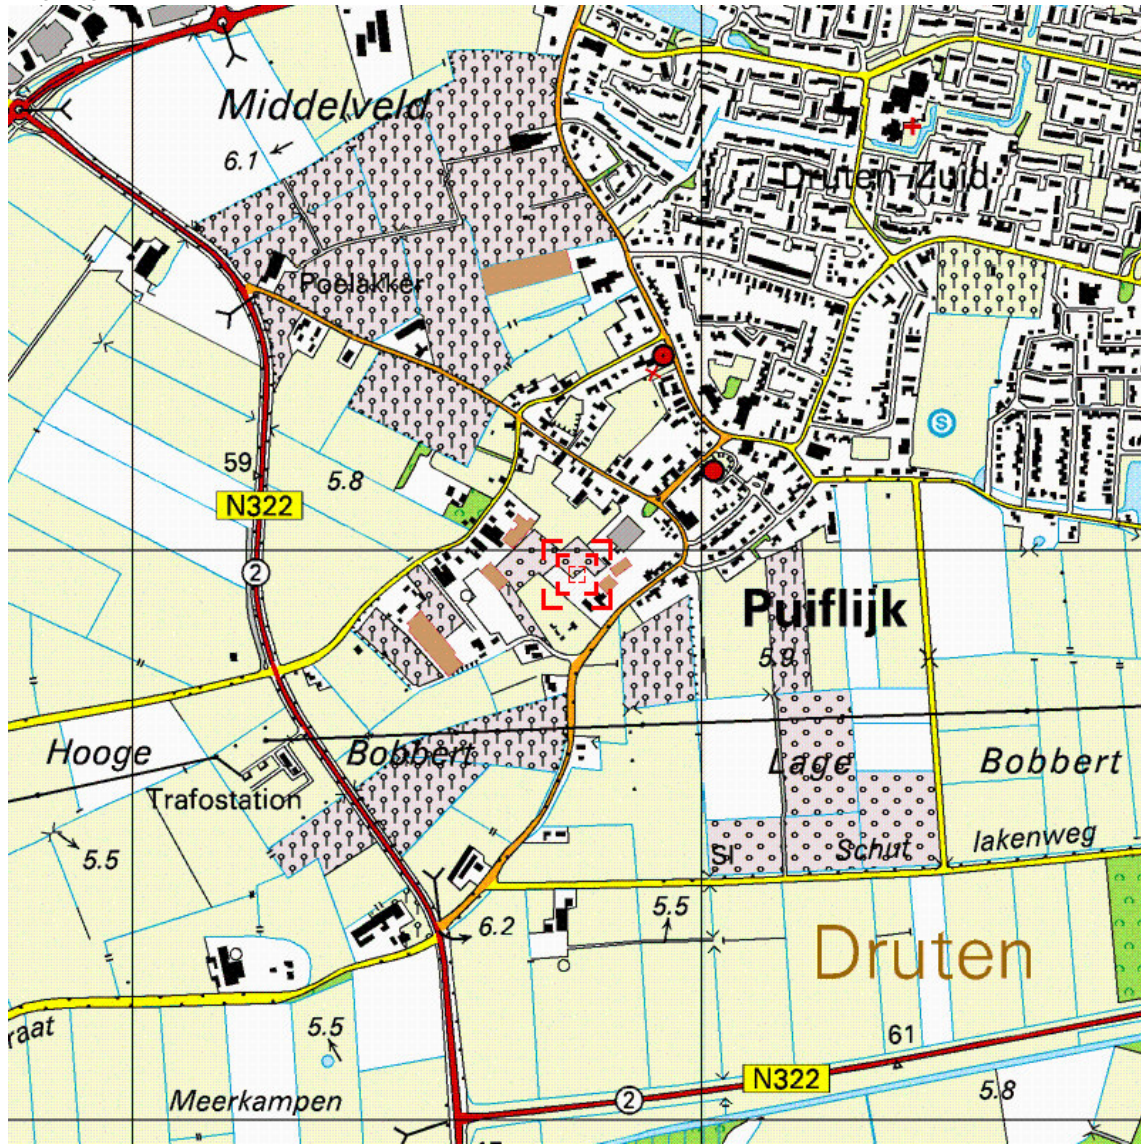 Middelveld
6.1
Druten Zuid
Poelakker
S
59
5.8
N322
2
Puiflijk
5.9
Hooge
Bobbert
Lage
Bobbert
Trafostation
5.5
Sl
Schut
lakenweg
5.5
6.2
Druten
raat
5.5
61
N322
5.8
Meerkampen
2